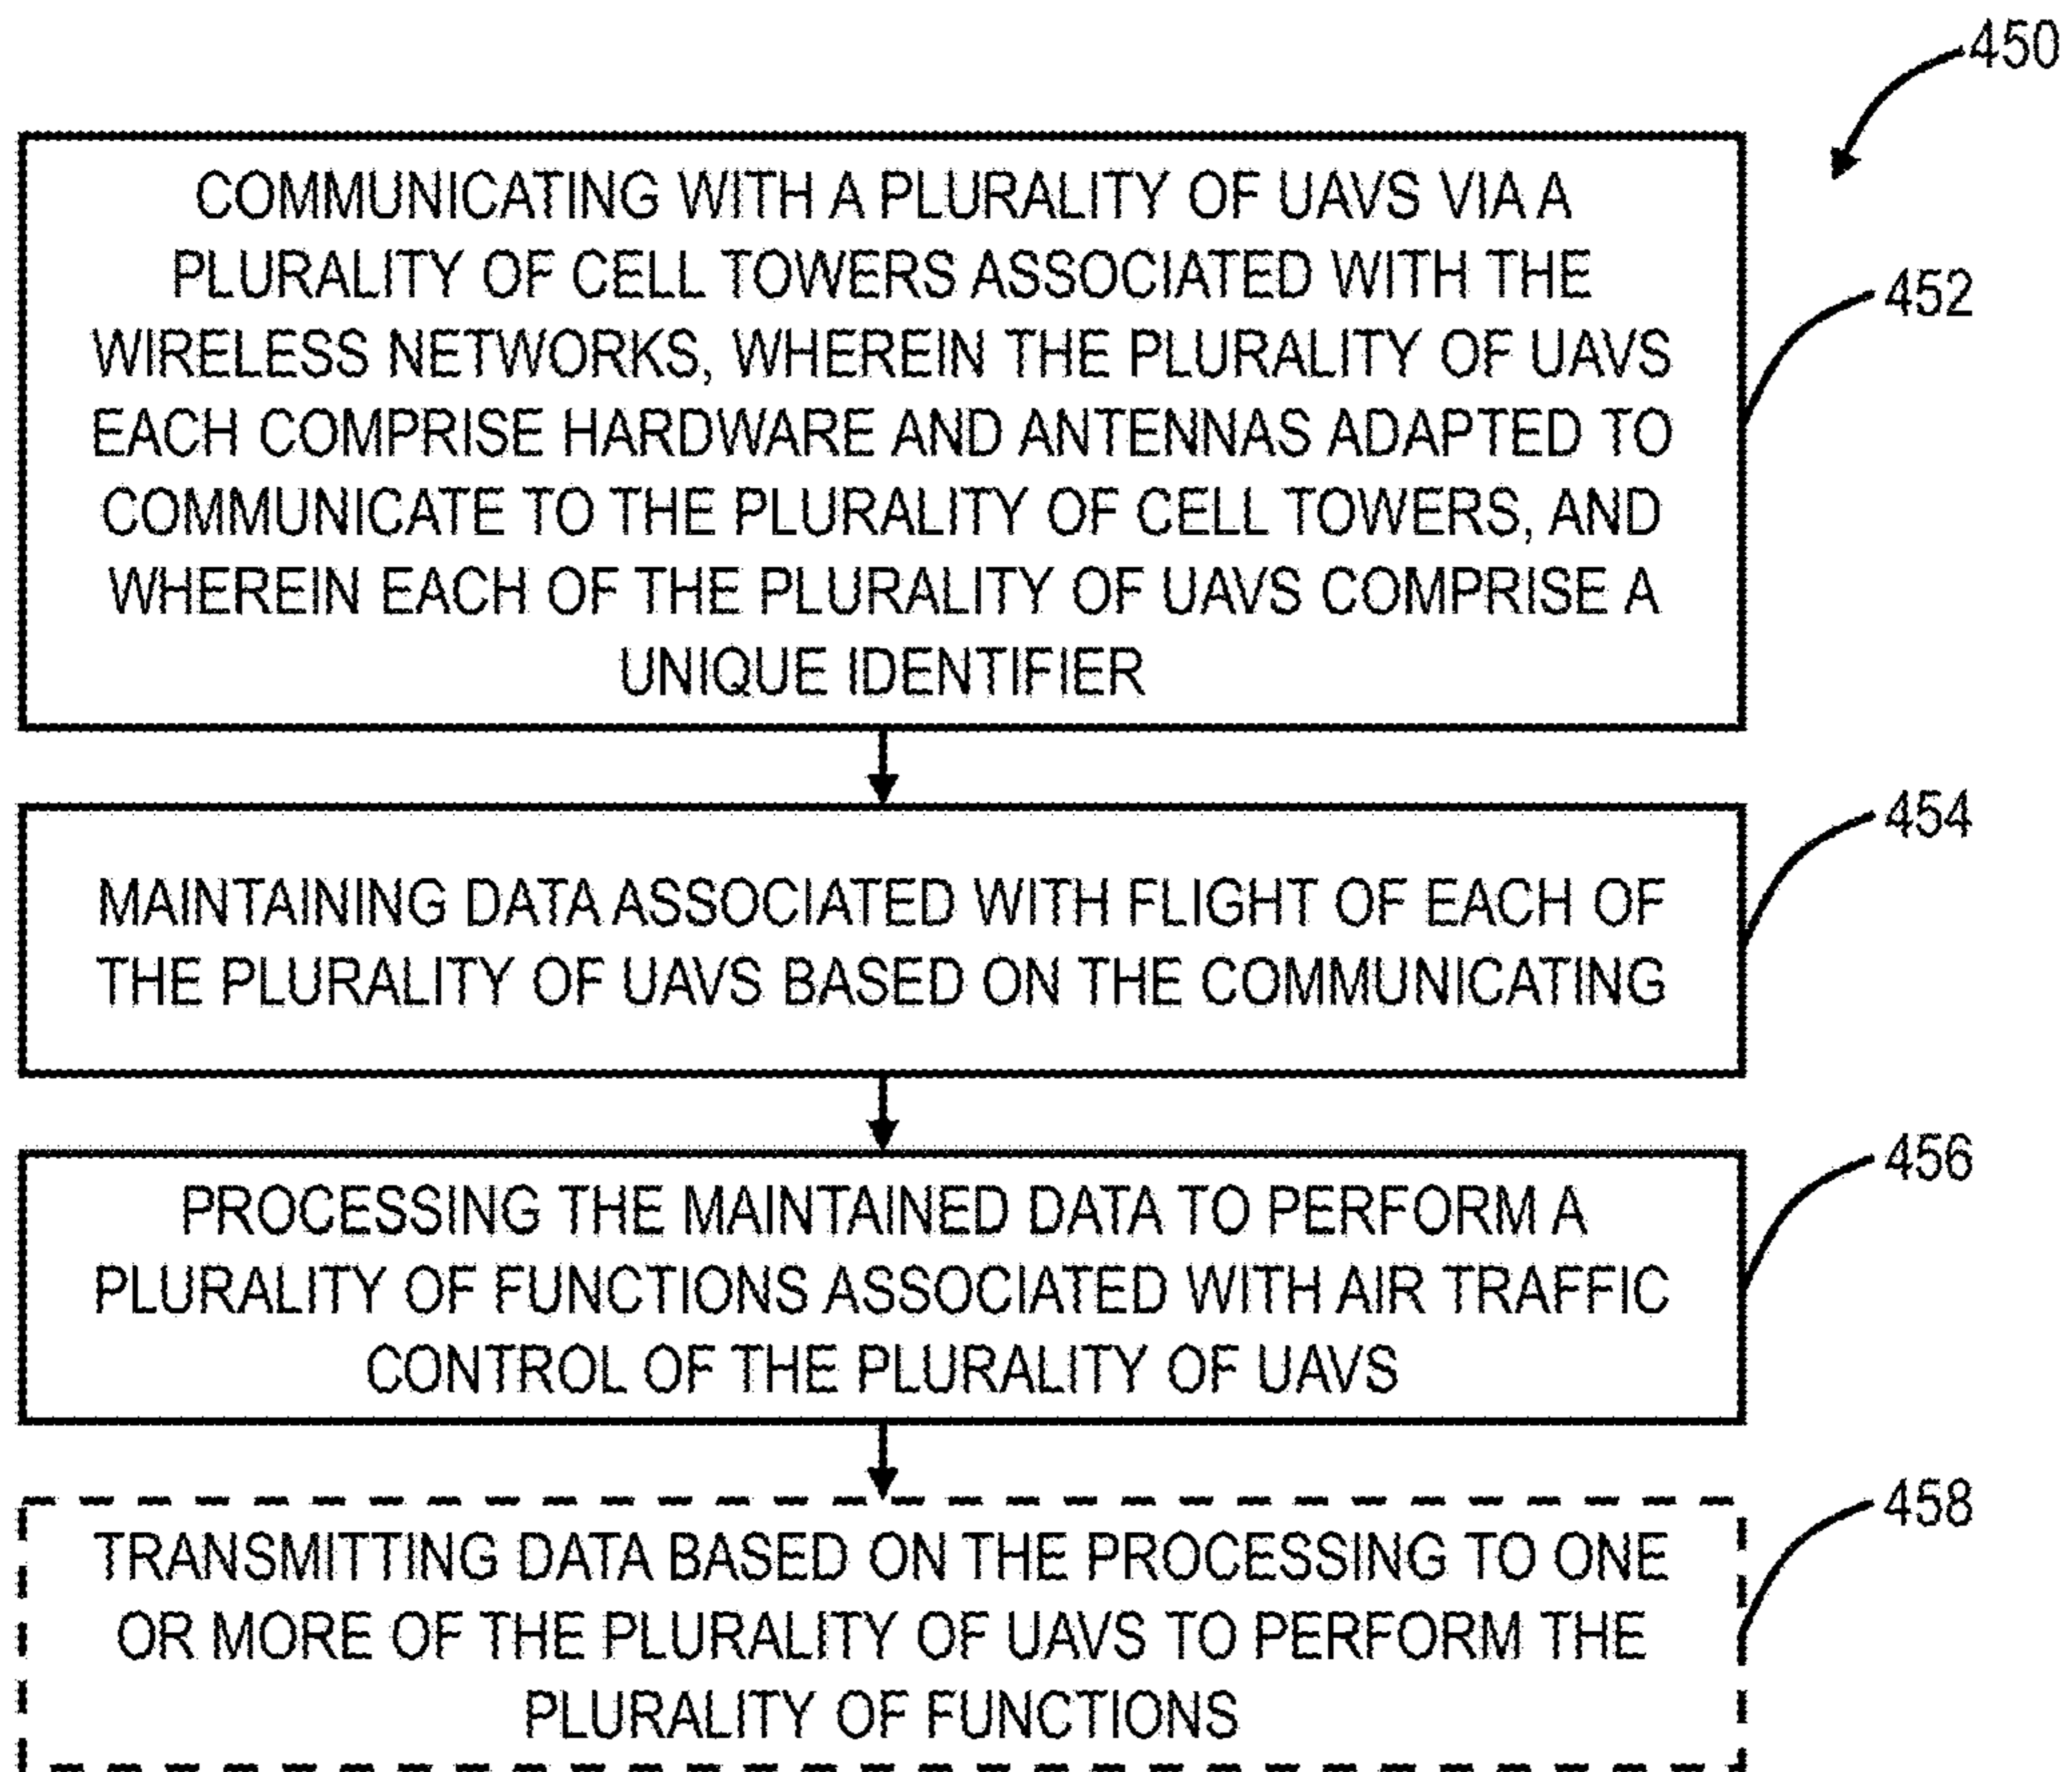 450
COMMUNICATING WITH A PLURALITY OF UAVS VIA A
PLURALITY OF CELL TOWERS ASSOCIATED WITH THE
WIRELESS NETWORKS, WHEREIN THE PLURALITY OF UAVS
EACH COMPRISE HARDWARE AND ANTENNAS ADAPTED TO
COMMUNICATE TO THE PLURALITY OF CELL TOWERS, AND
WHEREIN EACH OF THE PLURALITY OF UAVS COMPRISE A
UNIQUE IDENTIFIER
452
MAINTAINING DATA ASSOCIATED WITH FLIGHT OF EACH OF
THE PLURALITY OF UAVS BASED ON THE COMMUNICATING
454
PROCESSING THE MAINTAINED DATA TO PERFORM A
PLURALITY OF FUNCTIONS ASSOCIATED WITH AIR TRAFFIC
CONTROL OF THE PLURALITY OF UAVS
456
TRANSMITTING DATA BASED ON THE PROCESSING TO ONE
OR MORE OF THE PLURALITY OF UAVS TO PERFORM THE
PLURALITY OF FUNCTIONS
458